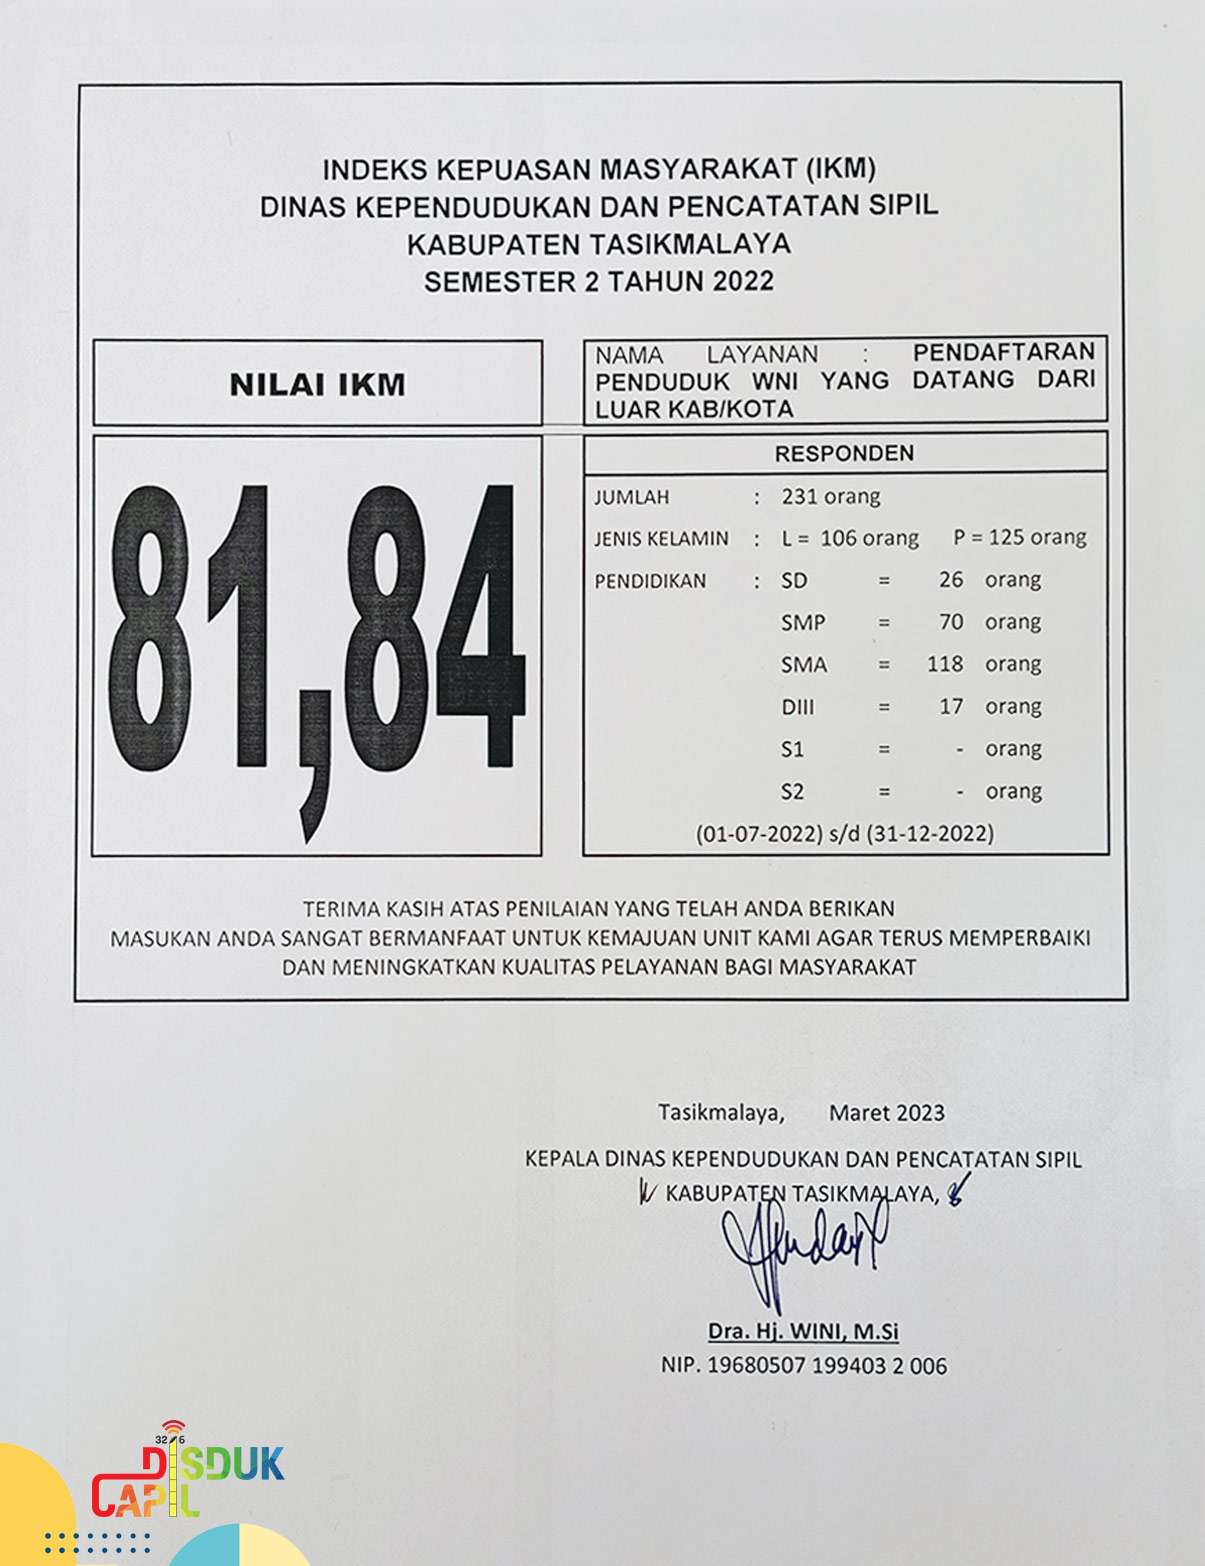 INDEKS KEPUASAN MASYARAKAT (IKM)
DINAS KEPENDUDUKAN DAN PENCATATAN SIPIL
KABUPATEN TASIKMALAYA
SEMESTER 2 TAHUN 2022
NILAI IKM
81,84
NAMA LAYANAN : PENDAFTARAN
PENDUDUK WNI YANG DATANG DARI
LUAR KAB/KOTA
RESPONDEN
JUMLAH : 231 orang
JENIS KELAMIN : L = 106 orang P = 125 orang
PENDIDIKAN : SD = 26 orang
SMP = 70 orang
SMA = 118 orang
DIII = 17 orang
S1 = - orang
S2 = - orang
(01-07-2022) s/d (31-12-2022)
TERIMA KASIH ATAS PENILAIAN YANG TELAH ANDA BERIKAN
MASUKAN ANDA SANGAT BERMANFAAT UNTUK KEMAJUAN UNIT KAMI AGAR TERUS MEMPERBAIKI
DAN MENINGKATKAN KUALITAS PELAYANAN BAGI MASYARAKAT
Tasikmalaya, Maret 2023
KEPALA DINAS KEPENDUDUKAN DAN PENCATATAN SIPIL
KABUPATEN TASIKMALAYA,
Dra. Hj. WINI, M.Si
NIP. 19680507 199403 2 006
DISDUK
CAPIL